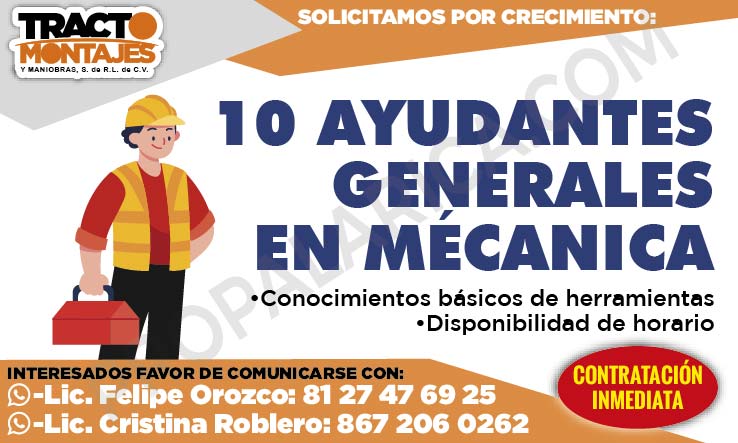 TRACTO
MONTAJES
Y MANIOBRAS, S. de R.L. de C.V.
SOLICITAMOS POR CRECIMIENTO:
10 AYUDANTES
GENERALES
EN MÉCANICA
•Conocimientos básicos de herramientas
•Disponibilidad de horario
INTERESADOS FAVOR DE COMUNICARSE CON:
-Lic. Felipe Orozco: 81 27 47 69 25
-Lic. Cristina Roblero: 867 206 0262
CONTRATACIÓN
INMEDIATA